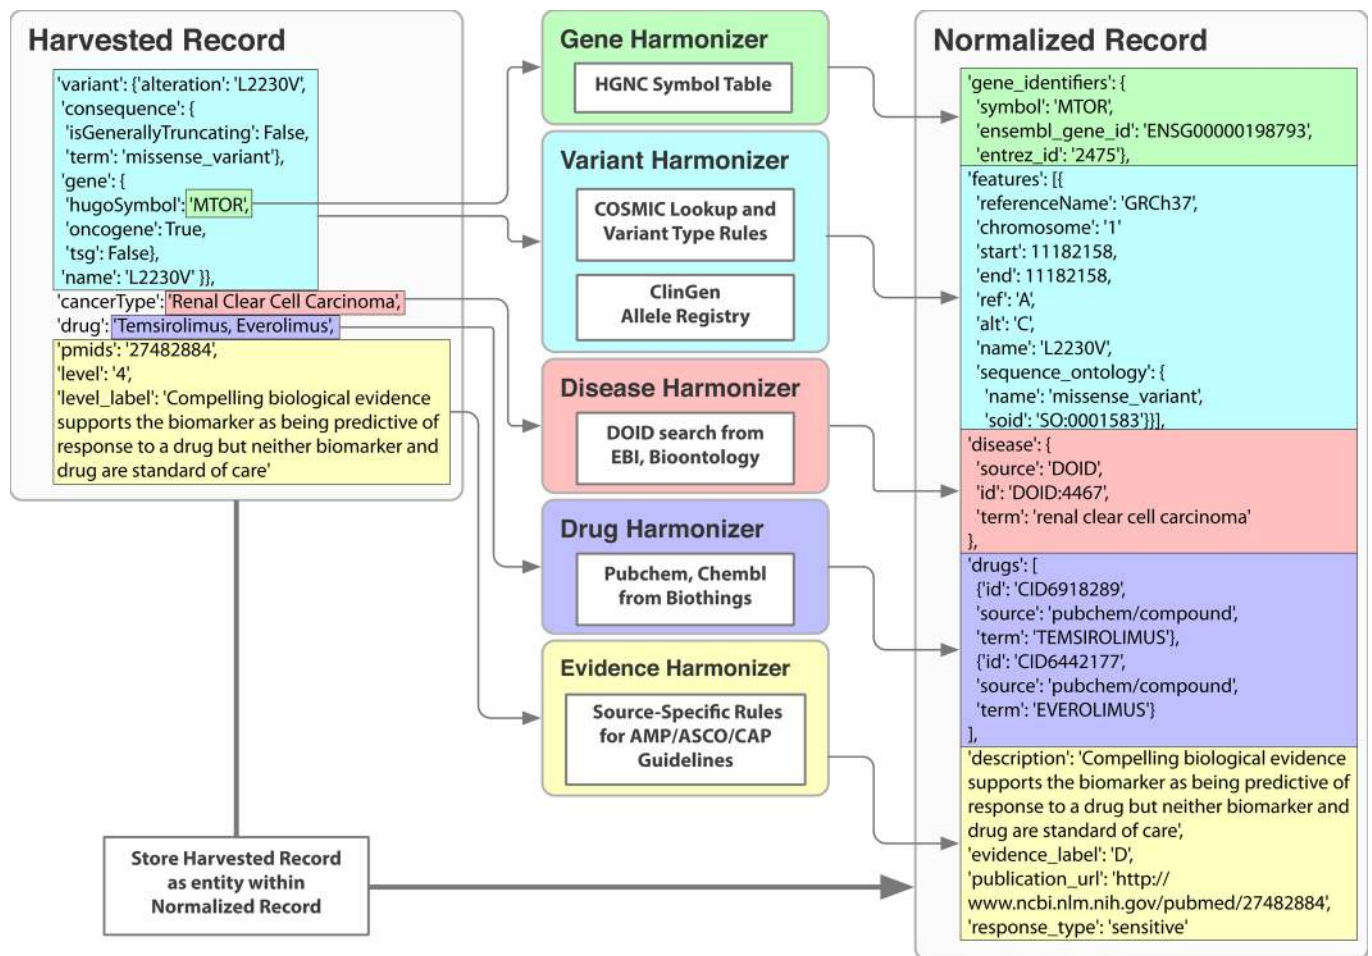 Harvested Record
'variant': {'alteration': 'L2230V',
'consequence': {
'isGenerallyTruncating': False,
'term': 'missense_variant'},
'gene': {
'hugoSymbol': 'MTOR',
'oncogene': True,
'tsg': False},
'name': 'L2230V' }},
'cancerType': 'Renal Clear Cell Carcinoma',
'drug': 'Temsirolimus, Everolimus',
'pmids': '27482884',
'level': '4',
'level_label': 'Compelling biological evidence
supports the biomarker as being predictive of
response to a drug but neither biomarker and
drug are standard of care'
Store Harvested Record
as entity within
Normalized Record
Gene Harmonizer
HGNC Symbol Table
Variant Harmonizer
COSMIC Lookup and
Variant Type Rules
ClinGen
Allele Registry
Disease Harmonizer
DOID search from
EBI, Bioontology
Drug Harmonizer
Pubchem, Chembl
from Biothings
Evidence Harmonizer
Source-Specific Rules
for AMP/ASCO/CAP
Guidelines
Normalized Record
'gene_identifiers': {
'symbol': 'MTOR',
'ensembl_gene_id': 'ENSG00000198793',
'entrez_id': '2475'},
'features': [{
'referenceName': 'GRCh37',
'chromosome': '1'
'start': 11182158,
'end': 11182158,
'ref': 'A',
'alt': 'C',
'name': 'L2230V',
'sequence_ontology': {
'name': 'missense_variant',
'soid': 'SO:0001583'}}],
'disease': {
'source': 'DOID',
'id': 'DOID:4467',
'term': 'renal clear cell carcinoma'
},
'drugs': [
{'id': 'CID6918289',
'source': 'pubchem/compound',
'term': 'TEMSIROLIMUS'},
{'id': 'CID6442177',
'source': 'pubchem/compound',
'term': 'EVEROLIMUS'}
],
'description': 'Compelling biological evidence
supports the biomarker as being predictive of
response to a drug but neither biomarker and
drug are standard of care',
'evidence_label': 'D',
'publication_url': 'http://
www.ncbi.nlm.nih.gov/pubmed/27482884',
'response_type': 'sensitive'